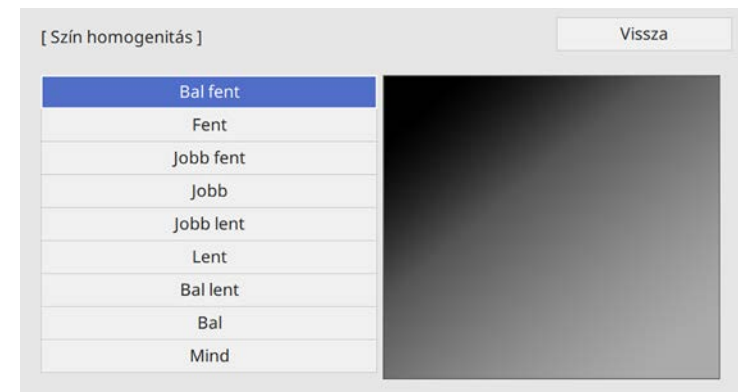 [ Szín homogenitás ]
Vissza
Bal fent
Fent
Jobb fent
Jobb
Jobb lent
Lent
Bal lent
Bal
Mind